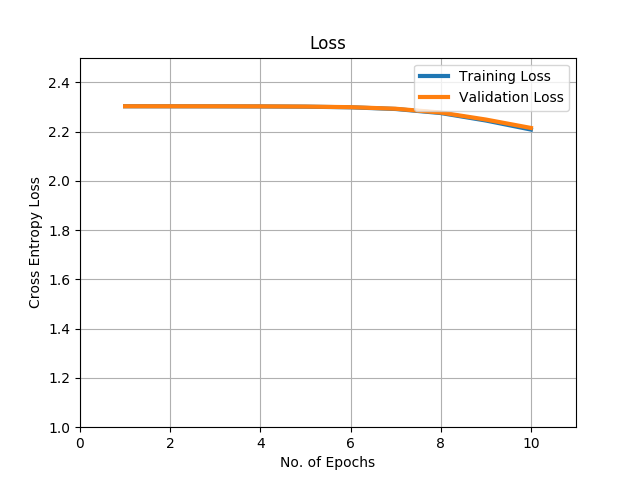 Loss
Training Loss
Validation Loss
Cross Entropy Loss
2.4
2.2
2.0
1.8
1.6
1.4
1.2
1.0
0 2 4 6 8 10
No. of Epochs